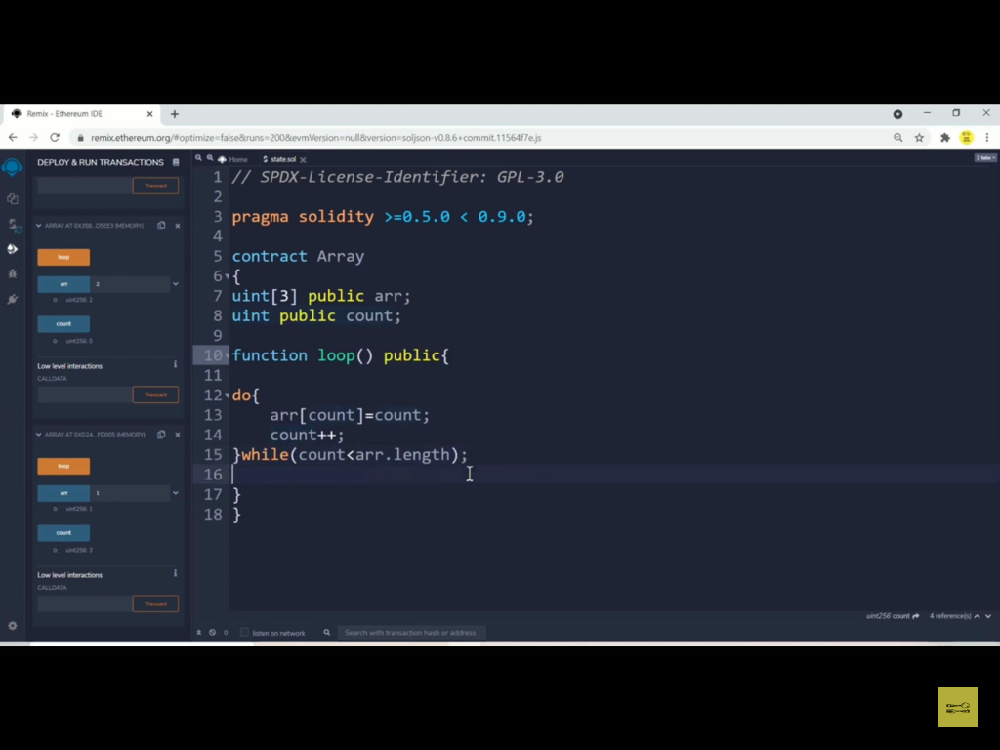 Remix - Ethereum IDE
remix.ethereum.org/#optimize=false&runs=200&evmVersion=null&version=soljson-v0.8.6+commit.11564f7e.js
DEPLOY & RUN TRANSACTIONS
Home
state.sol
2 tabs
Transact
ARRAY AT 0X358...D5EE3 (MEMORY)
loop
arr 2
0: uint256: 2
count
0: uint256: 0
Low level interactions
CALLDATA
Transact
ARRAY AT 0XD2A...FD005 (MEMORY)
loop
arr 1
0: uint256: 1
count
0: uint256: 3
Low level interactions
CALLDATA
Transact
1 // SPDX-License-Identifier: GPL-3.0
2
3 pragma solidity >=0.5.0 < 0.9.0;
4
5 contract Array
6 {
7 uint[3] public arr;
8 uint public count;
9
10 function loop() public{
11
12 do{
13 arr[count]=count;
14 count++;
15 }while(count<arr.length);
16
17 }
18 }
uint256 count 4 reference(s)
0 listen on network Search with transaction hash or address